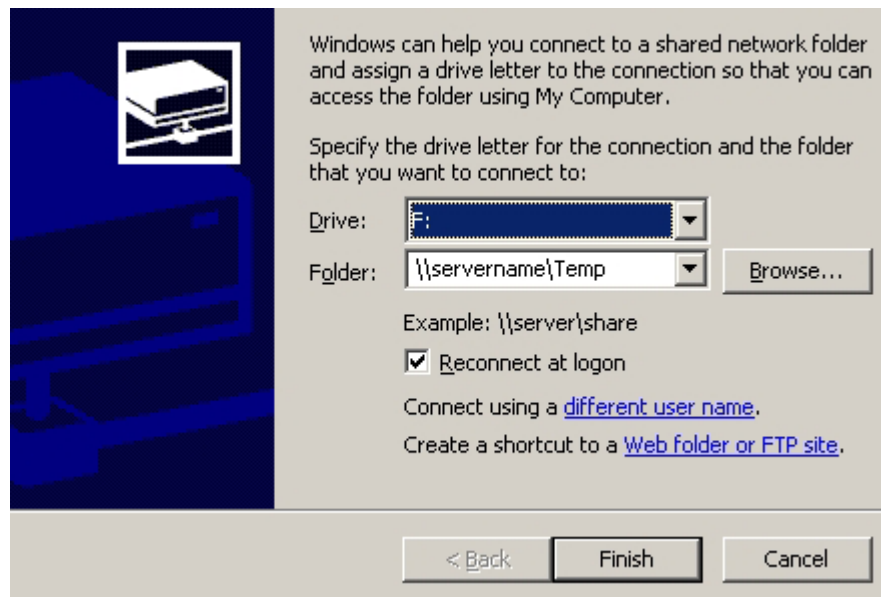 Windows can help you connect to a shared network folder
and assign a drive letter to the connection so that you can
access the folder using My Computer.
Specify the drive letter for the connection and the folder
that you want to connect to:
Drive: F:
Folder: \\servername\Temp Browse...
Example: \\server\share
Reconnect at logon
Connect using a different user name.
Create a shortcut to a Web folder or FTP site.
< Back Finish Cancel